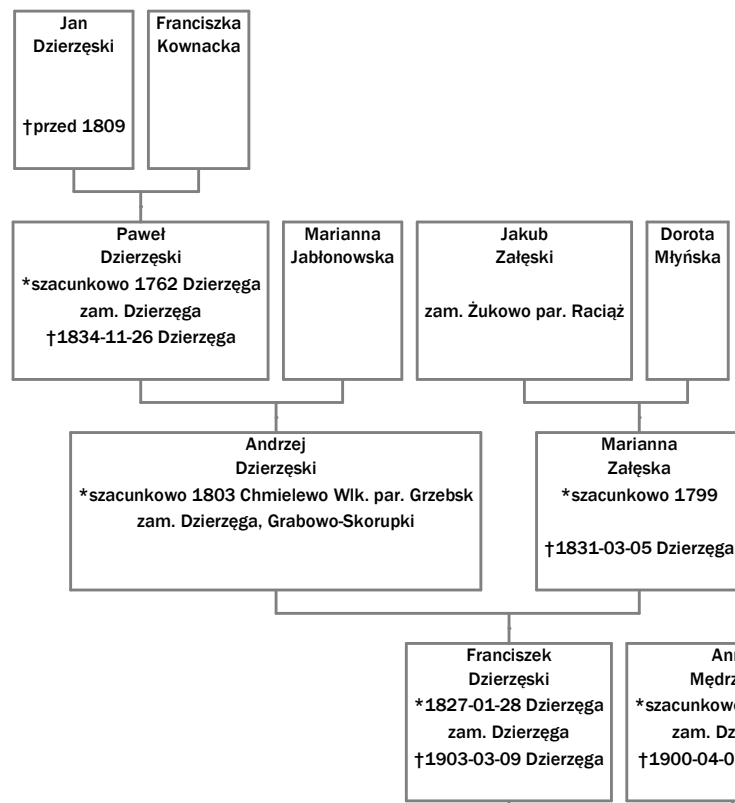 Jan
Dzierzęski
†przed 1809
Franciszka
Kownacka
Paweł
Dzierzęski
*szacunkowo 1762 Dzierzęga
zam. Dzierzęga
†1834-11-26 Dzierzęga
Marianna
Jabłonowska
Jakub
Załęski
zam. Żukowo par. Raciąż
Dorota
Młyńska
Andrzej
Dzierzęski
*szacunkowo 1803 Chmielewo Wlk. par. Grzebsk
zam. Dzierzęga, Grabowo-Skorupki
Marianna
Załęska
*szacunkowo 1799
†1831-03-05 Dzierzęga
Franciszek
Dzierzęski
*1827-01-28 Dzierzęga
zam. Dzierzęga
†1903-03-09 Dzierzęga
*szacunkowo
zam.